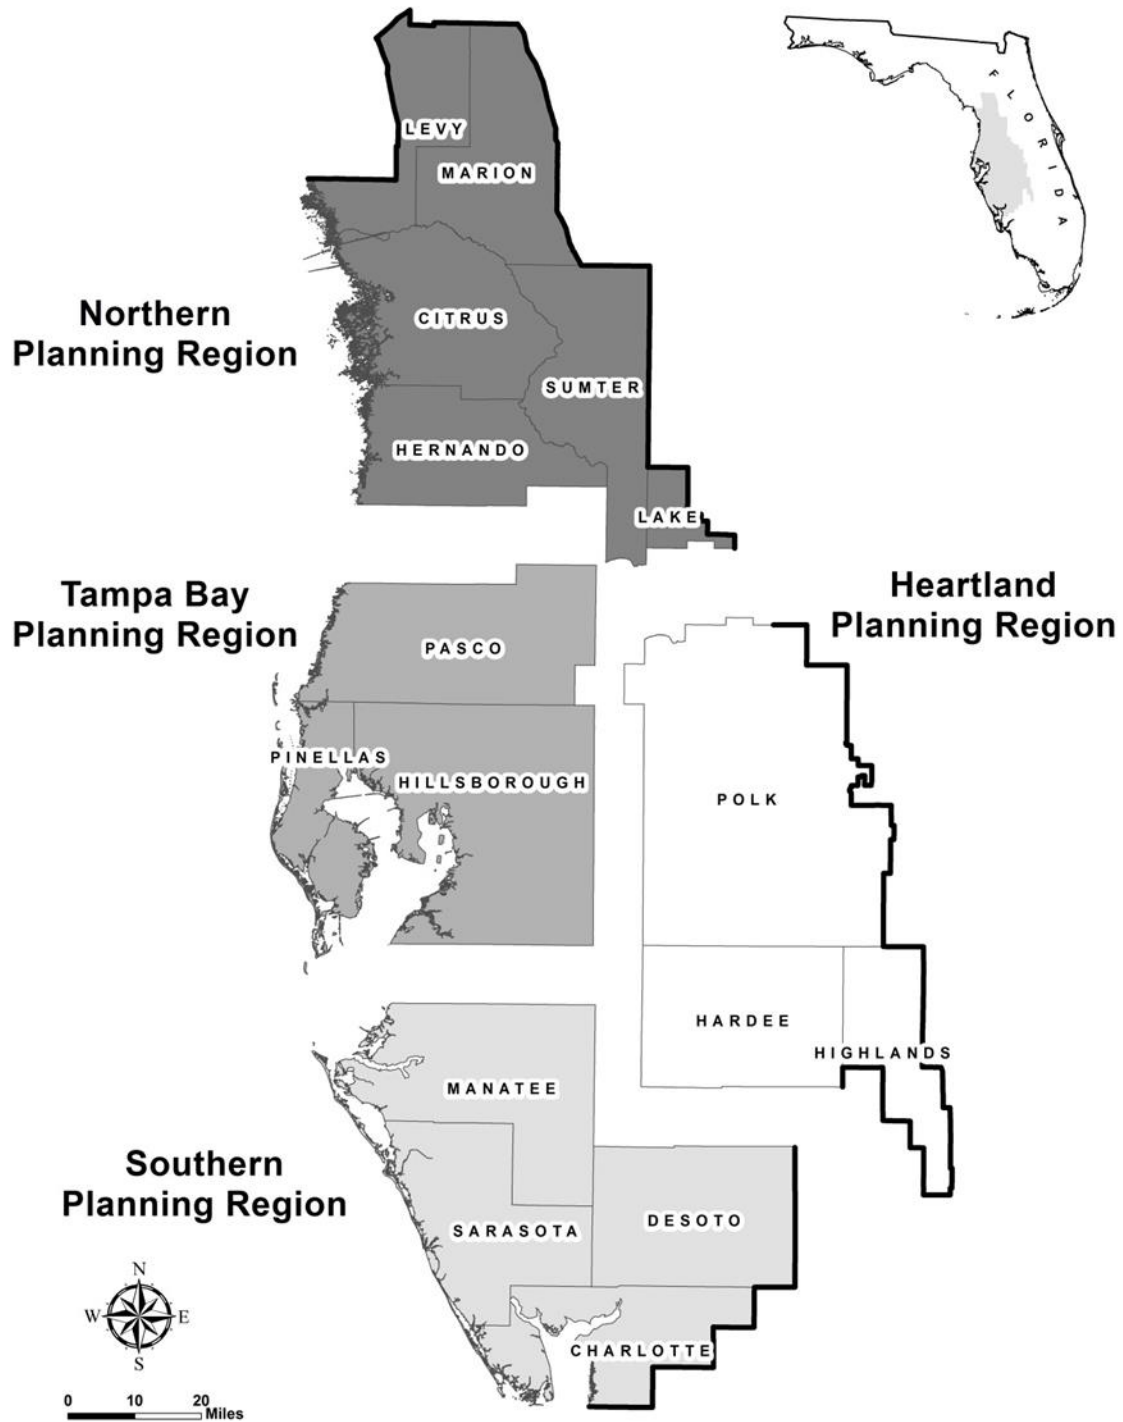 FLORIDA
LEVY
MARION
Northern
Planning Region
CITRUS
SUMTER
HERNANDO
LAKE
Tampa Bay
Planning Region
Heartland
Planning Region
PASCO
PINELLAS
HILLSBOROUGH
POLK
HARDEE
HIGHLANDS
MANATEE
Southern
Planning Region
SARASOTA
DESOTO
CHARLOTTE
N
W
E
S
0 10 20
Miles